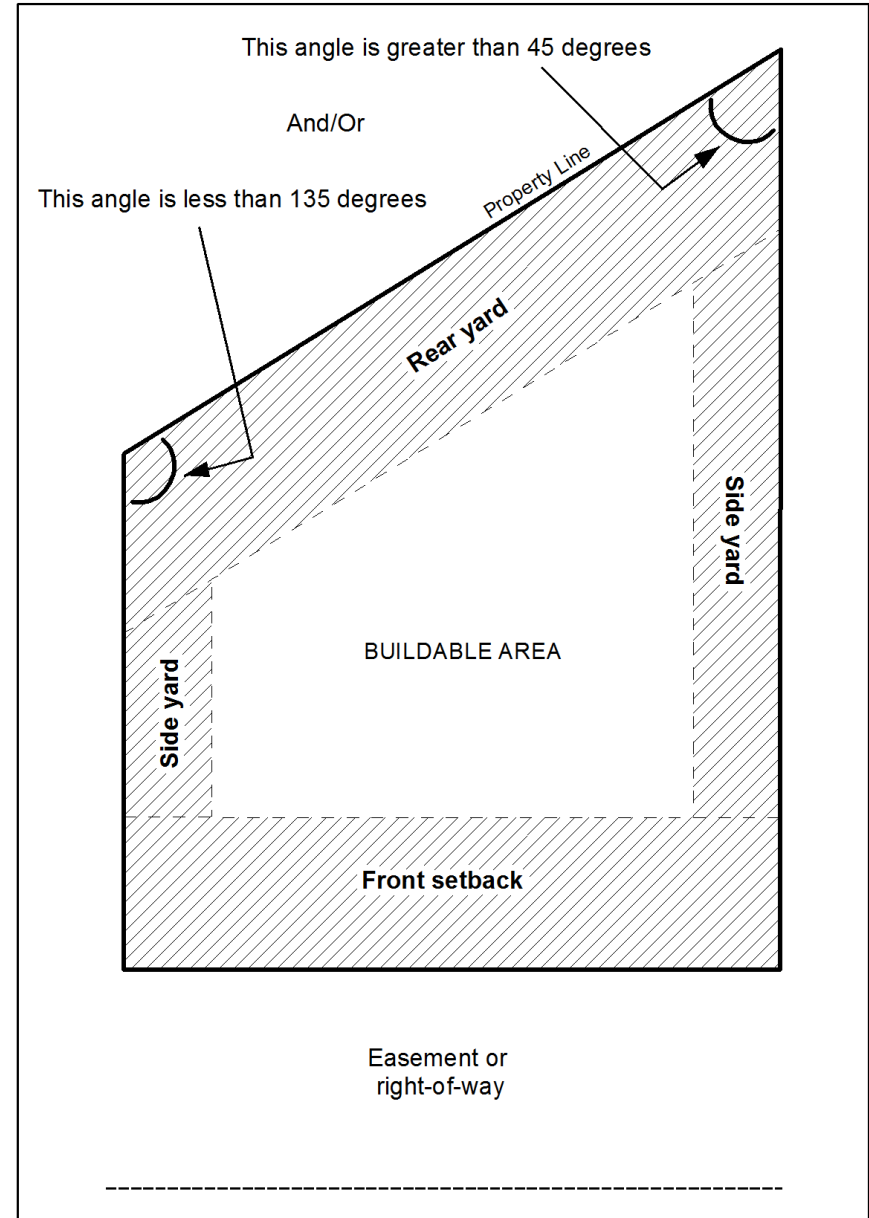 This angle is greater than 45 degrees
And/Or
This angle is less than 135 degrees
Property Line
Rear yard
Side yard
BUILDABLE AREA
Side yard
Front setback
Easement or
right-of-way